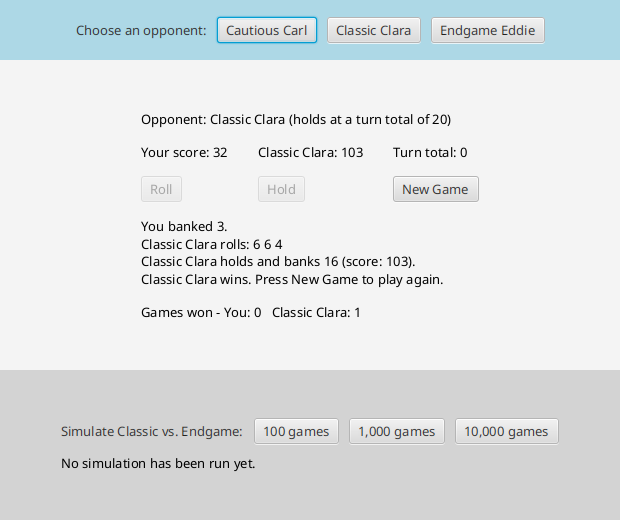 Choose an opponent: Cautious Carl Classic Clara Endgame Eddie
Opponent: Classic Clara (holds at a turn total of 20)
Your score: 32 Classic Clara: 103 Turn total: 0
Roll Hold New Game
You banked 3.
Classic Clara rolls: 6 6 4
Classic Clara holds and banks 16 (score: 103).
Classic Clara wins. Press New Game to play again.
Games won - You: 0 Classic Clara: 1
Simulate Classic vs. Endgame: 100 games 1,000 games 10,000 games
No simulation has been run yet.